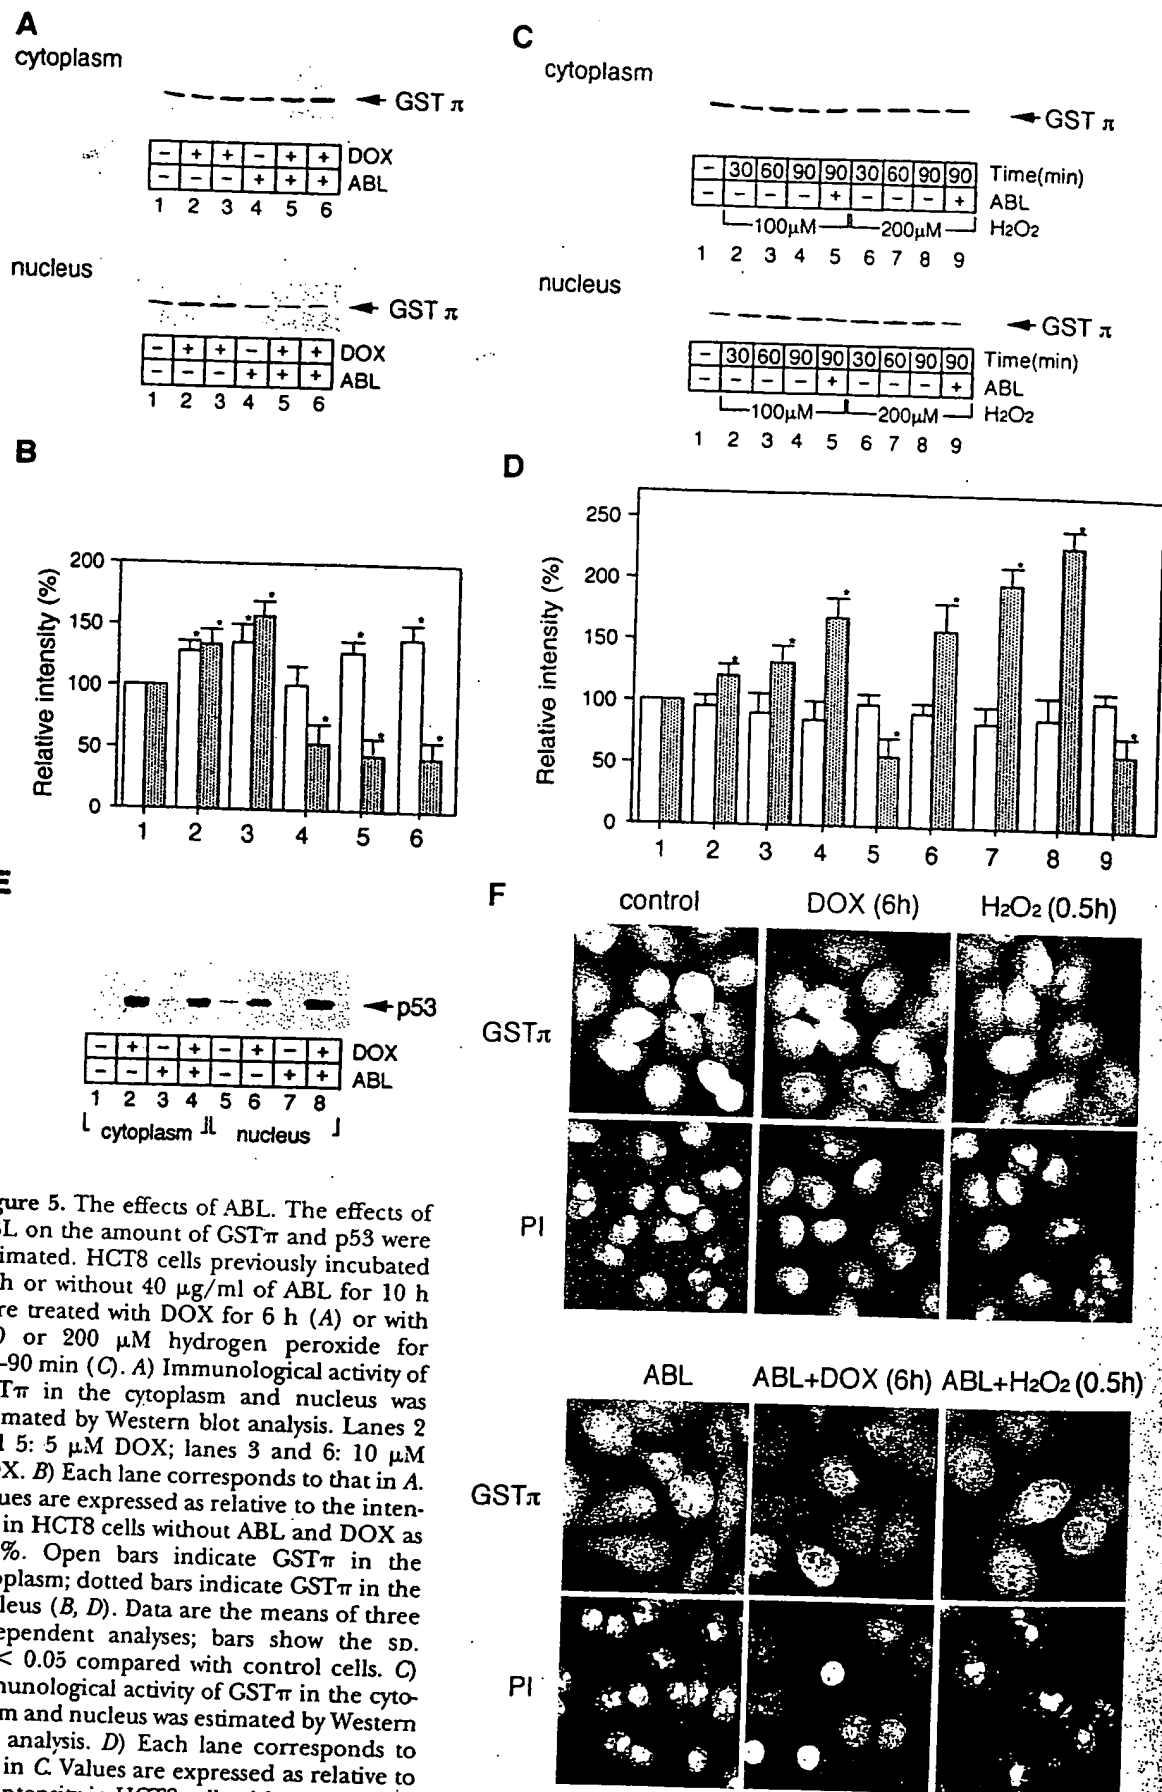 A
cytoplasm
GST π
- + + - + + DOX
- - - + + + ABL
1 2 3 4 5 6
nucleus
GST π
- + + - + + DOX
- - - + + + ABL
1 2 3 4 5 6
C
cytoplasm
GST π
- 30 60 90 90 30 60 90 90 Time(min)
- - - - + - - - + ABL
100μM 200μM H2O2
1 2 3 4 5 6 7 8 9
nucleus
GST π
- 30 60 90 90 30 60 90 90 Time(min)
- - - - + - - - + ABL
100μM 200μM H2O2
1 2 3 4 5 6 7 8 9
B
Relative intensity (%)
200
150
100
50
0
* * * * * * * * *
1 2 3 4 5 6
D
Relative intensity (%)
250
200
150
100
50
0
* * * * * * * *
1 2 3 4 5 6 7 8 9
E
p53
- + - + - + - + DOX
- - + + - - + + ABL
1 2 3 4 5 6 7 8
cytoplasm nucleus
F
control DOX (6h) H2O2 (0.5h)
GSTπ
PI
ABL ABL+DOX (6h) ABL+H2O2 (0.5h)
GSTπ
PI
gure 5. The effects of ABL. The effects of
BL on the amount of GSTπ and p53 were
timated. HCT8 cells previously incubated
h or without 40 μg/ml of ABL for 10 h
re treated with DOX for 6 h (A) or with
0 or 200 μM hydrogen peroxide for
-90 min (C). A) Immunological activity of
Tπ in the cytoplasm and nucleus was
mated by Western blot analysis. Lanes 2
l 5: 5 μM DOX; lanes 3 and 6: 10 μM
X. B) Each lane corresponds to that in A.
ues are expressed as relative to the inten-
in HCT8 cells without ABL and DOX as
%. Open bars indicate GSTπ in the
plasm; dotted bars indicate GSTπ in the
leus (B, D). Data are the means of three
ependent analyses; bars show the SD.
< 0.05 compared with control cells. C)
nunological activity of GSTπ in the cyto-
m and nucleus was estimated by Western
analysis. D) Each lane corresponds to
in C. Values are expressed as relative to